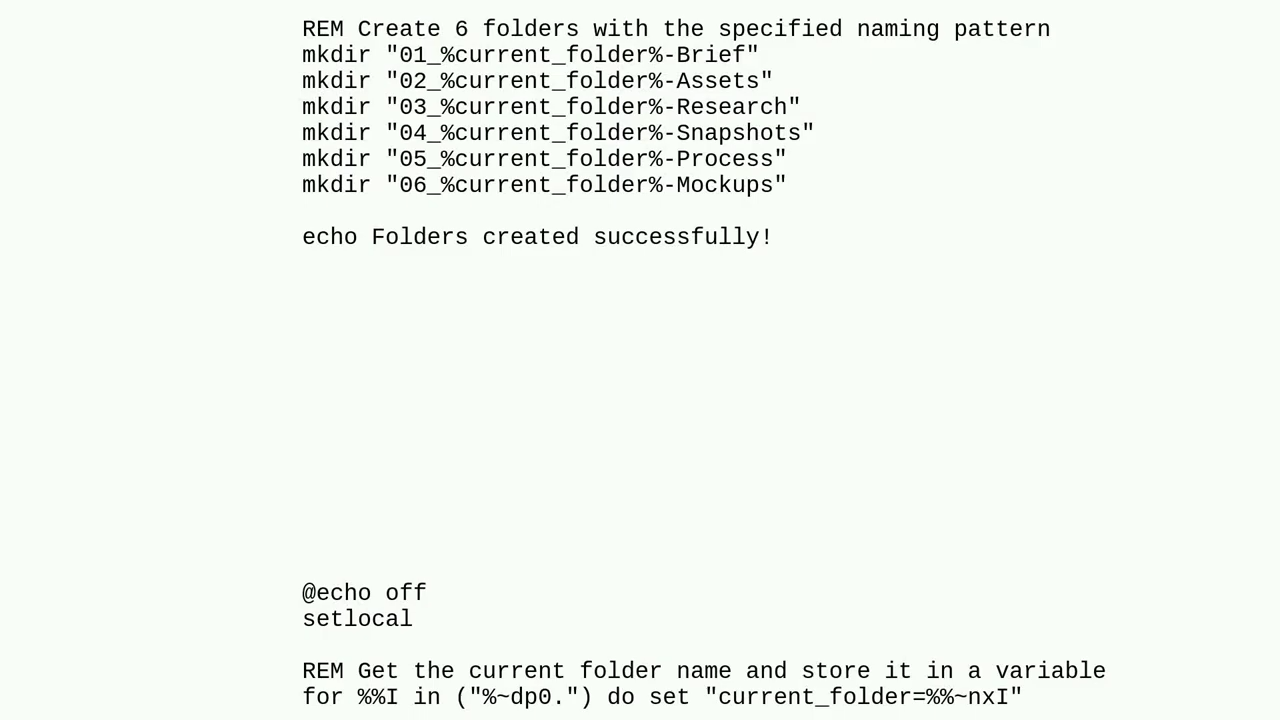 REM Create 6 folders with the specified naming pattern
mkdir "01_%current_folder%-Brief"
mkdir "02_%current_folder%-Assets"
mkdir "03_%current_folder%-Research"
mkdir "04_%current_folder%-Snapshots"
mkdir "05_%current_folder%-Process"
mkdir "06_%current_folder%-Mockups"
echo Folders created successfully!
@echo off
setlocal
REM Get the current folder name and store it in a variable
for %%I in ("%~dp0.") do set "current_folder=%%~nxI"